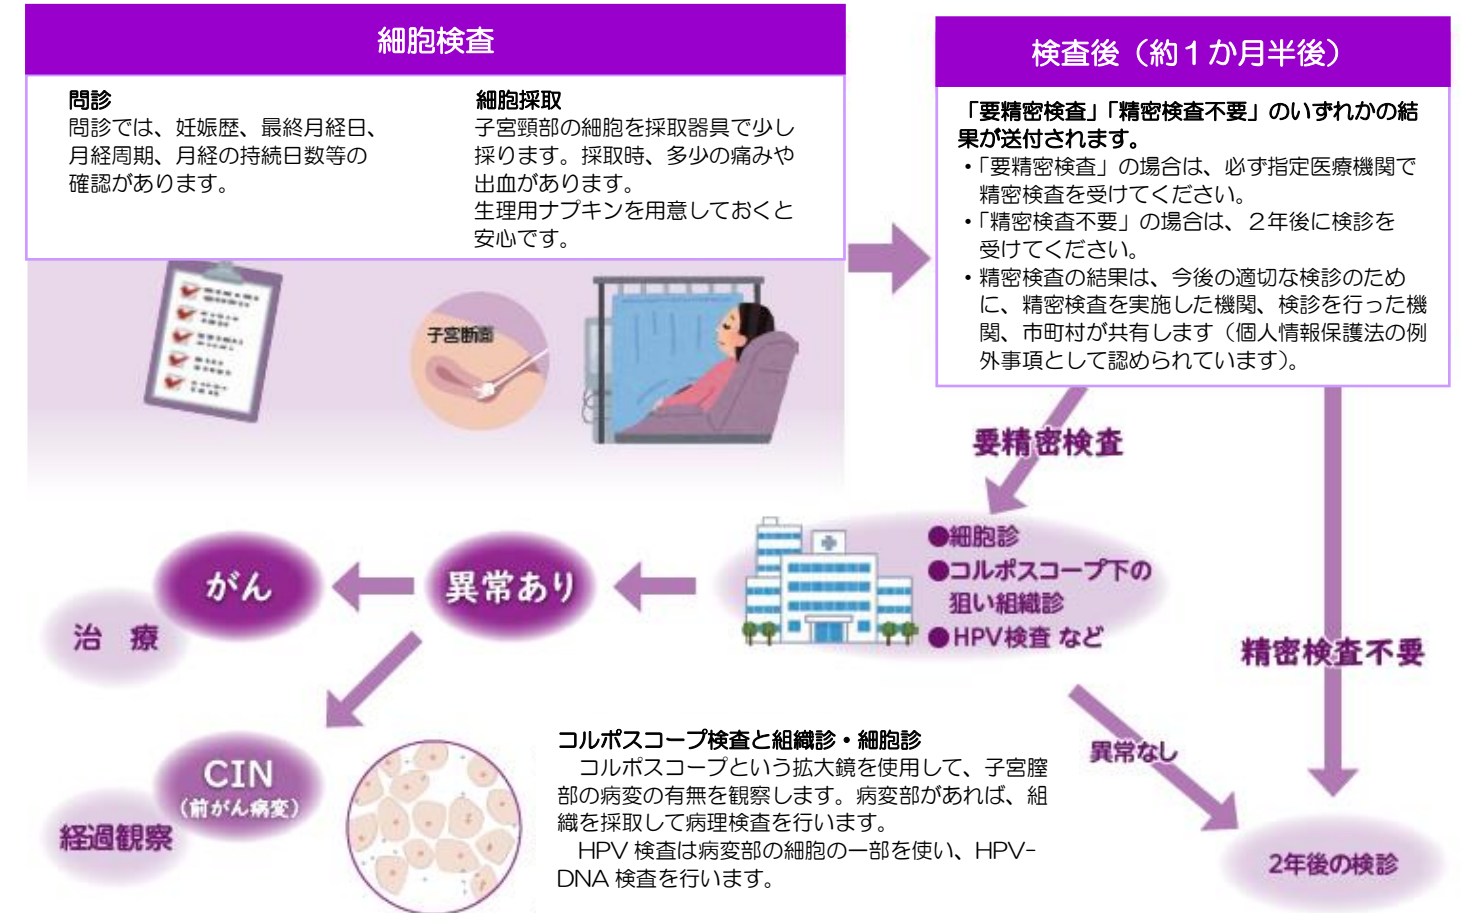 細胞検査
問診
問診では、妊娠歴、最終月経日、
月経周期、月経の持続日数等の
確認があります。
細胞採取
子宮頸部の細胞を採取器具で少し
採ります。採取時、多少の痛みや
出血があります。
生理用ナプキンを用意しておくと
安心です。
子宮断面
検査後（約１か月半後）
「要精密検査」「精密検査不要」のいずれかの結
果が送付されます。
・「要精密検査」の場合は、必ず指定医療機関で
精密検査を受けてください。
・「精密検査不要」の場合は、２年後に検診を
受けてください。
・精密検査の結果は、今後の適切な検診のため
に、精密検査を実施した機関、検診を行った機
関、市町村が共有します（個人情報保護法の例
外事項として認められています）。
要精密検査
精密検査不要
●細胞診
●コルポスコープ下の
狙い組織診
●HPV検査 など
異常あり
がん
治 療
CIN
（前がん病変）
経過観察
コルポスコープ検査と組織診・細胞診
　コルポスコープという拡大鏡を使用して、子宮膣
部の病変の有無を観察します。病変部があれば、組
織を採取して病理検査を行います。
　HPV 検査は病変部の細胞の一部を使い、HPV-
DNA 検査を行います。
異常なし
2年後の検診